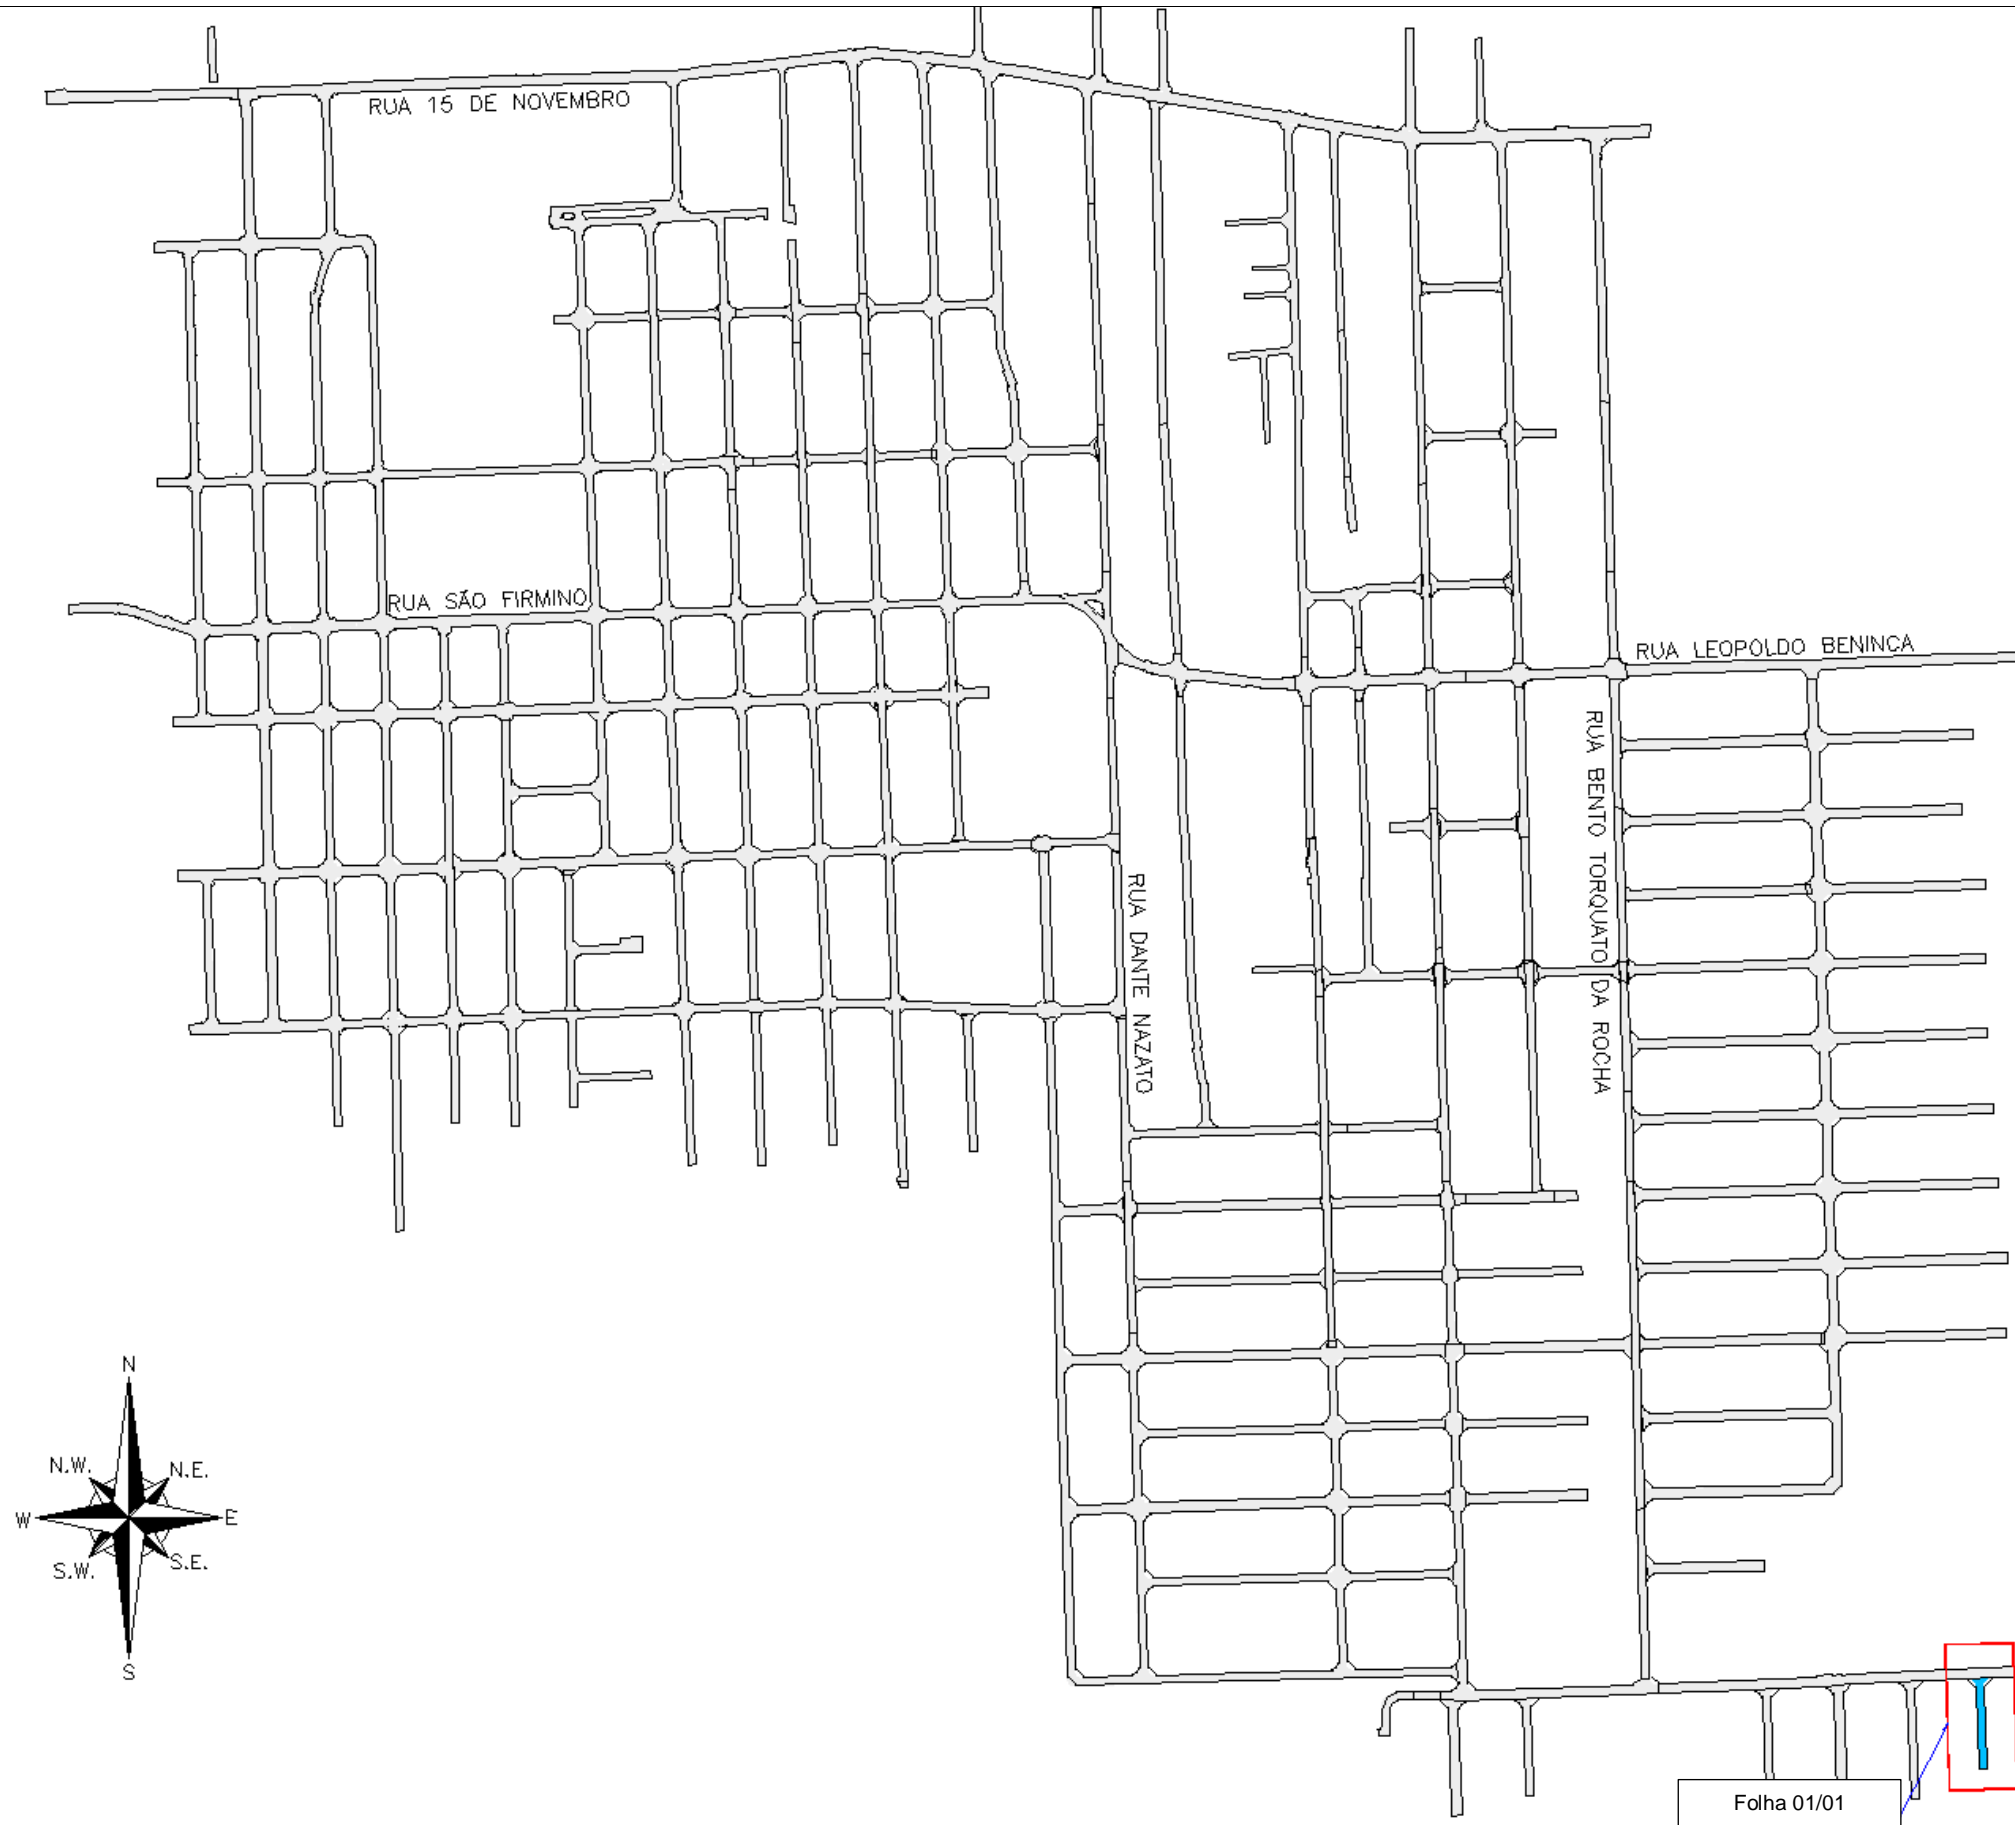 RUA 15 DE NOVEMBRO
RUA SÃO FIRMINO
RUA LEOPOLDO BENINCA
RUA BENTO TORQUATO DA ROCHA
RUA DANTE NAZATO
N
N.W.
N.E.
W
E
S.W.
S.E.
S
Folha 01/01